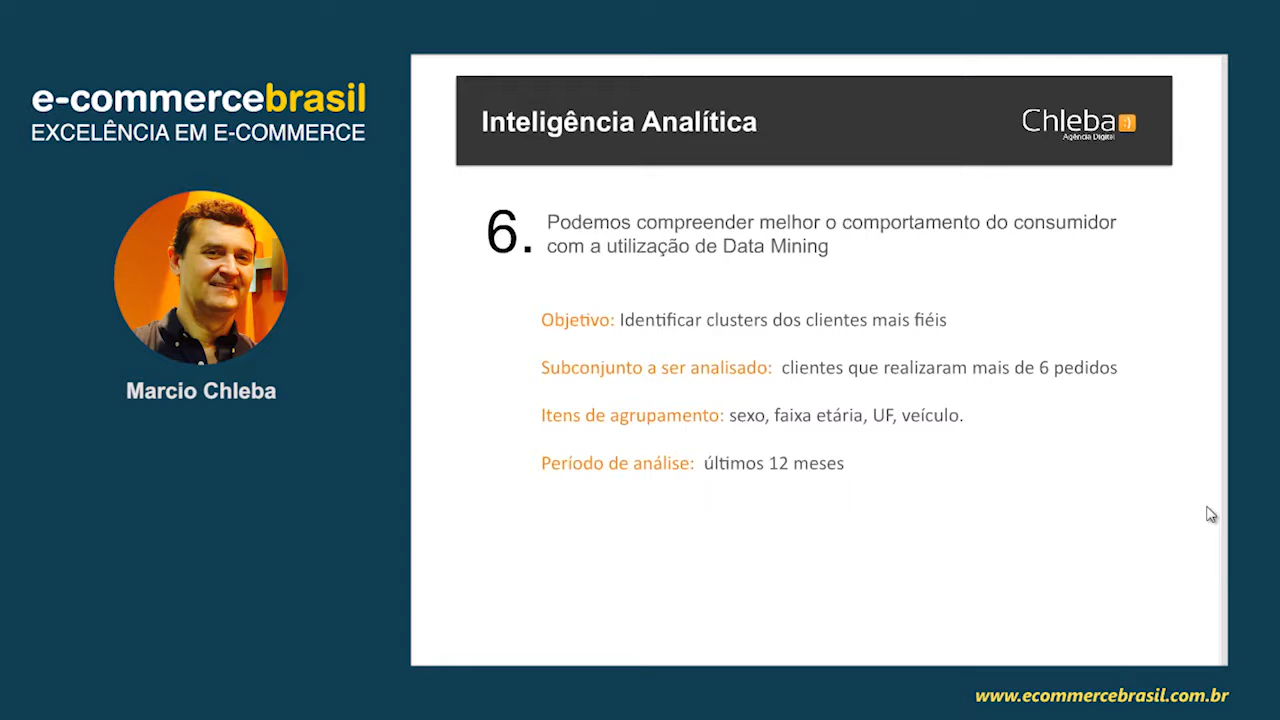 e-commercebrasil
EXCELÊNCIA EM E-COMMERCE
Marcio Chleba
Inteligência Analítica
Chleba :)
Agência Digital
6.
Podemos compreender melhor o comportamento do consumidor
com a utilização de Data Mining
Objetivo: Identificar clusters dos clientes mais fiéis
Subconjunto a ser analisado: clientes que realizaram mais de 6 pedidos
Itens de agrupamento: sexo, faixa etária, UF, veículo.
Período de análise: últimos 12 meses
www.ecommercebrasil.com.br